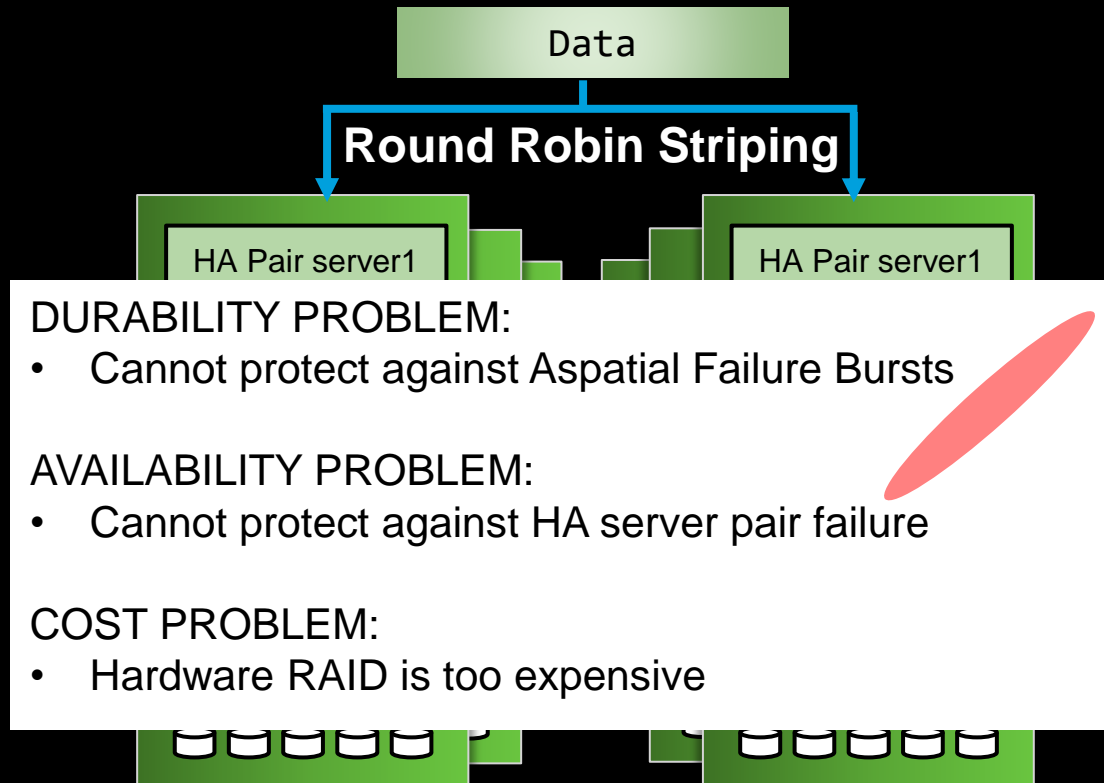 Data
Round Robin Striping
HA Pair server1
HA Pair server1
DURABILITY PROBLEM:
• Cannot protect against Aspatial Failure Bursts
AVAILABILITY PROBLEM:
• Cannot protect against HA server pair failure
COST PROBLEM:
• Hardware RAID is too expensive